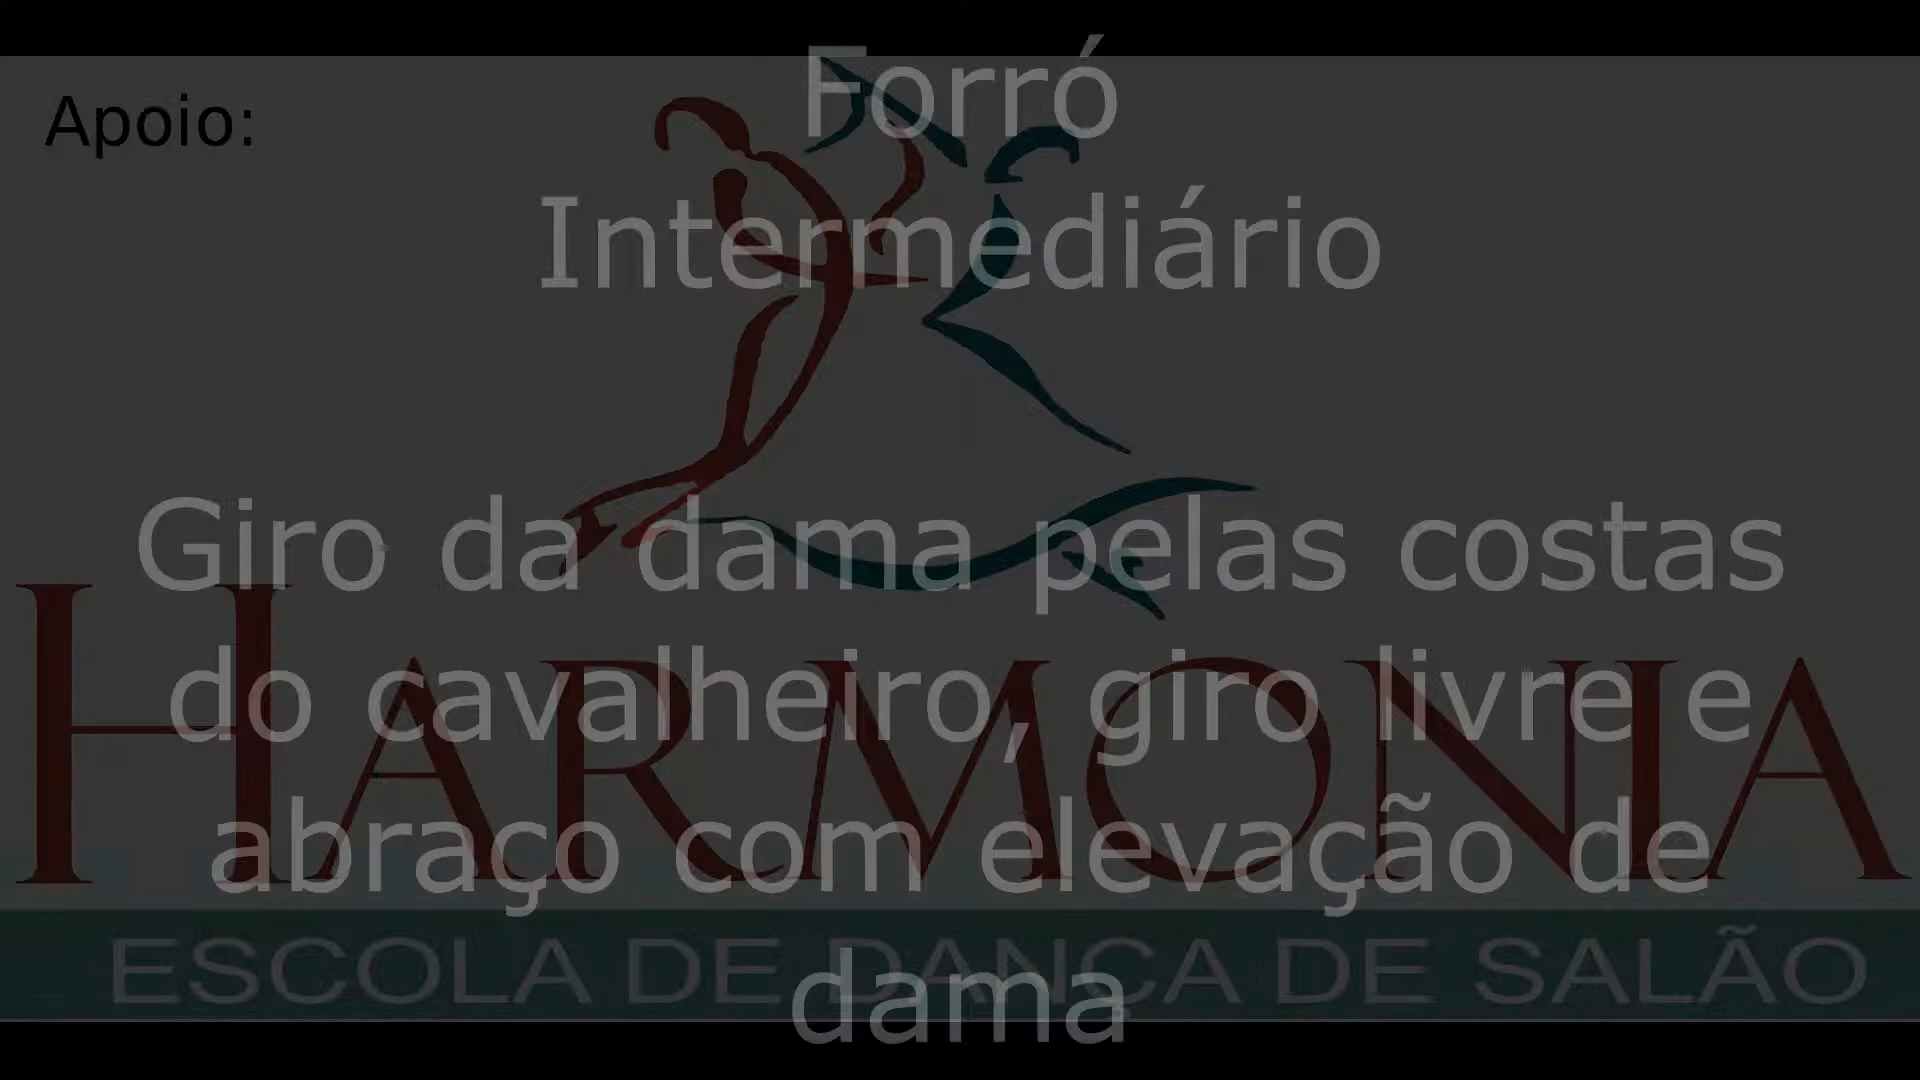 Apoio:
Forró
Intermediário
Giro da dama pelas costas
do cavalheiro, giro livre e
abraço com elevação de
dama
HARMONIA
ESCOLA DE DANÇA DE SALÃO